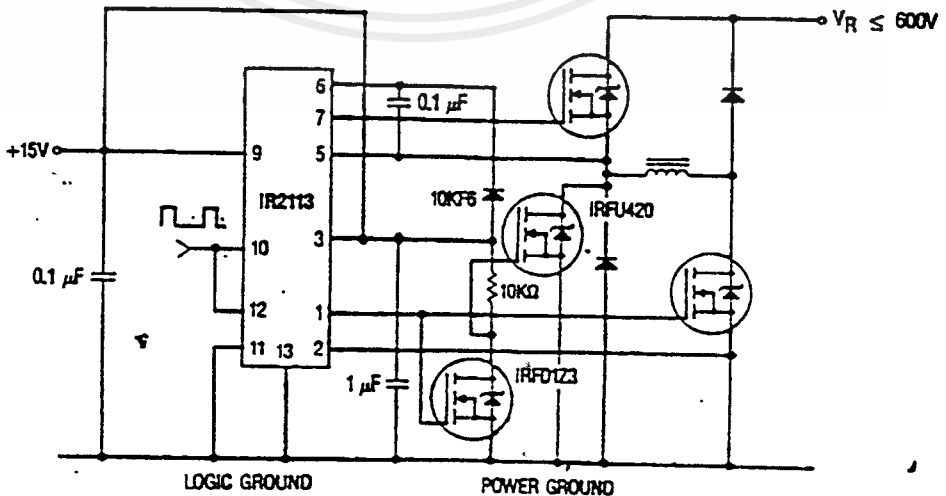 V_R ≤ 600V
6
0.1 µF
7
+15V
9
5
IR2113
10KF6
IRFU420
3
10
0.1 µF
10KΩ
12
1
11
13
2
1 µF
IRFD1Z3
LOGIC GROUND
POWER GROUND